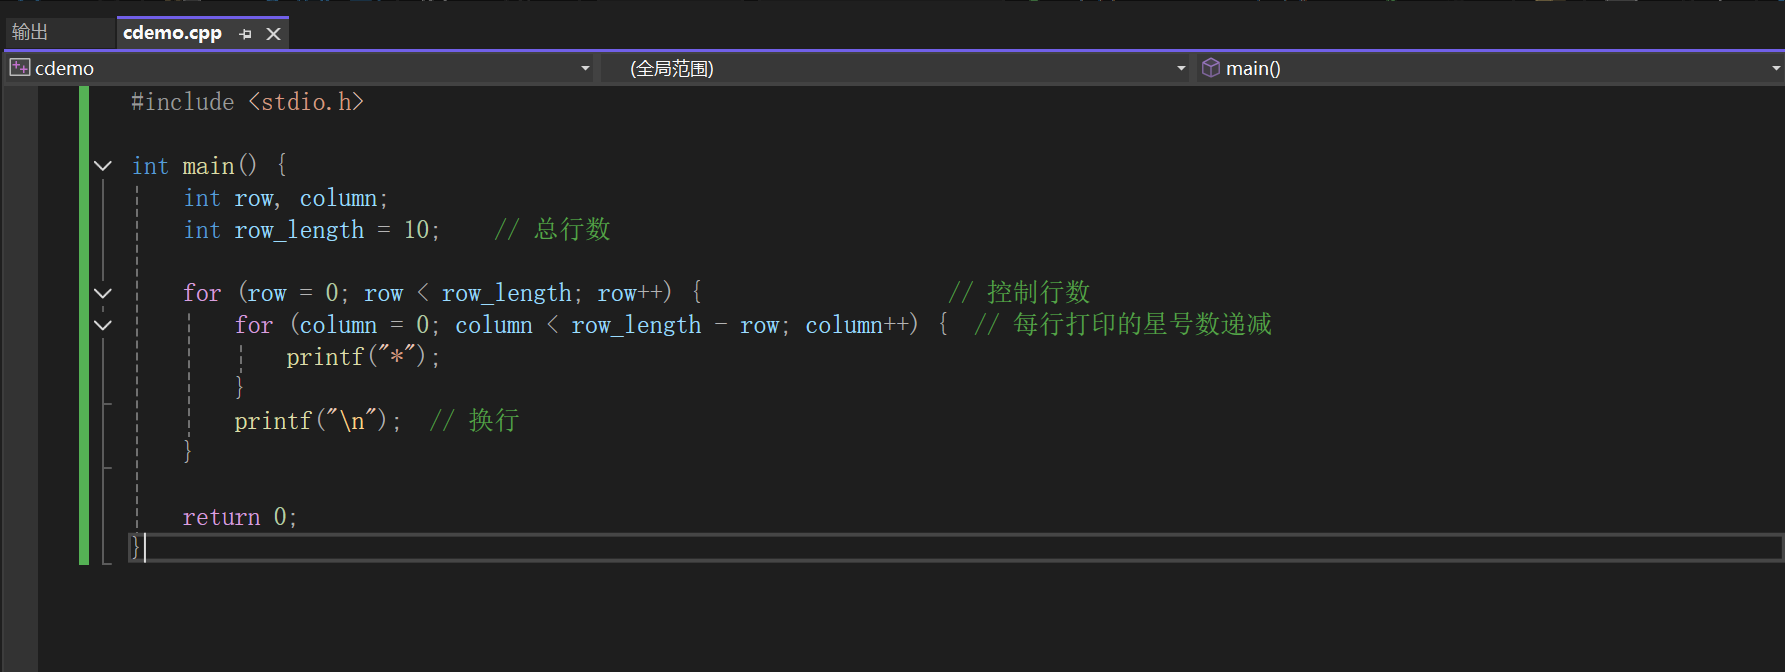 输出 cdemo.cpp
cdemo (全局范围) main()
#include <stdio.h>
int main() {
int row, column;
int row_length = 10; // 总行数
for (row = 0; row < row_length; row++) { // 控制行数
for (column = 0; column < row_length - row; column++) { // 每行打印的星号数递减
printf("*");
}
printf("\n"); // 换行
}
return 0;
}